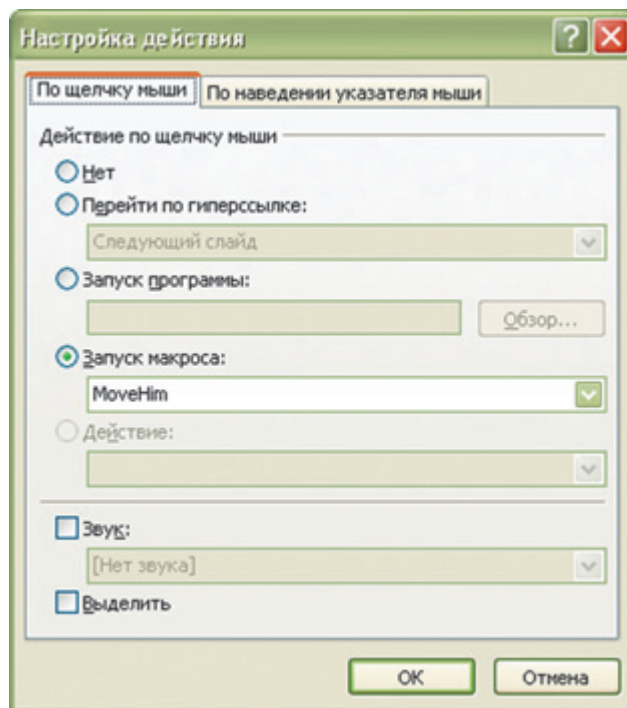 Настройка действия
По щелчку мыши По наведении указателя мыши
Действие по щелчку мыши
Нет
Перейти по гиперссылке:
Следующий слайд
Запуск программы:
Обзор...
Запуск макроса:
MoveHim
Действие:
Звук:
[Нет звука]
Выделить
ОК Отмена